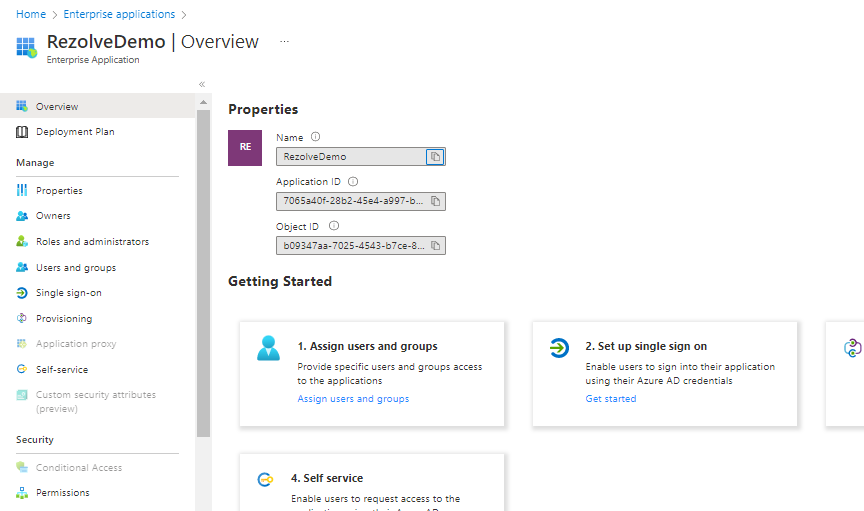 Home > Enterprise applications >
RezolveDemo | Overview ...
Enterprise Application
«
Overview
Deployment Plan
Manage
Properties
Owners
Roles and administrators
Users and groups
Single sign-on
Provisioning
Application proxy
Self-service
Custom security attributes
(preview)
Security
Conditional Access
Permissions
Properties
RE
Name
RezolveDemo
Application ID
7065a40f-28b2-45e4-a997-b...
Object ID
b09347aa-7025-4543-b7ce-8...
Getting Started
1. Assign users and groups
Provide specific users and groups access
to the applications
Assign users and groups
2. Set up single sign on
Enable users to sign into their application
using their Azure AD credentials
Get started
4. Self service
Enable users to request access to the